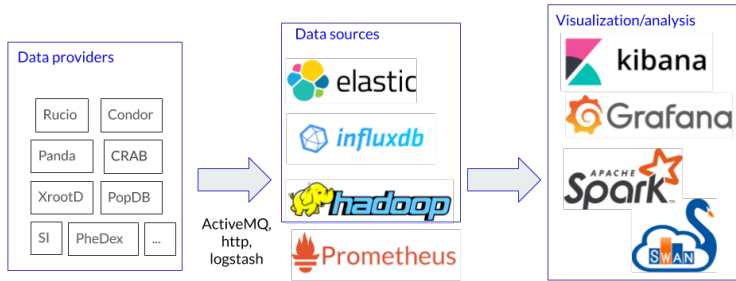 Data providers
Rucio
Condor
Panda
CRAB
XrootD
PopDB
SI
PheDex
...
ActiveMQ,
http,
logstash
Data sources
elastic
influxdb
hadoop
Prometheus
Visualization/analysis
kibana
Grafana
APACHE
Spark
TM
SWAN